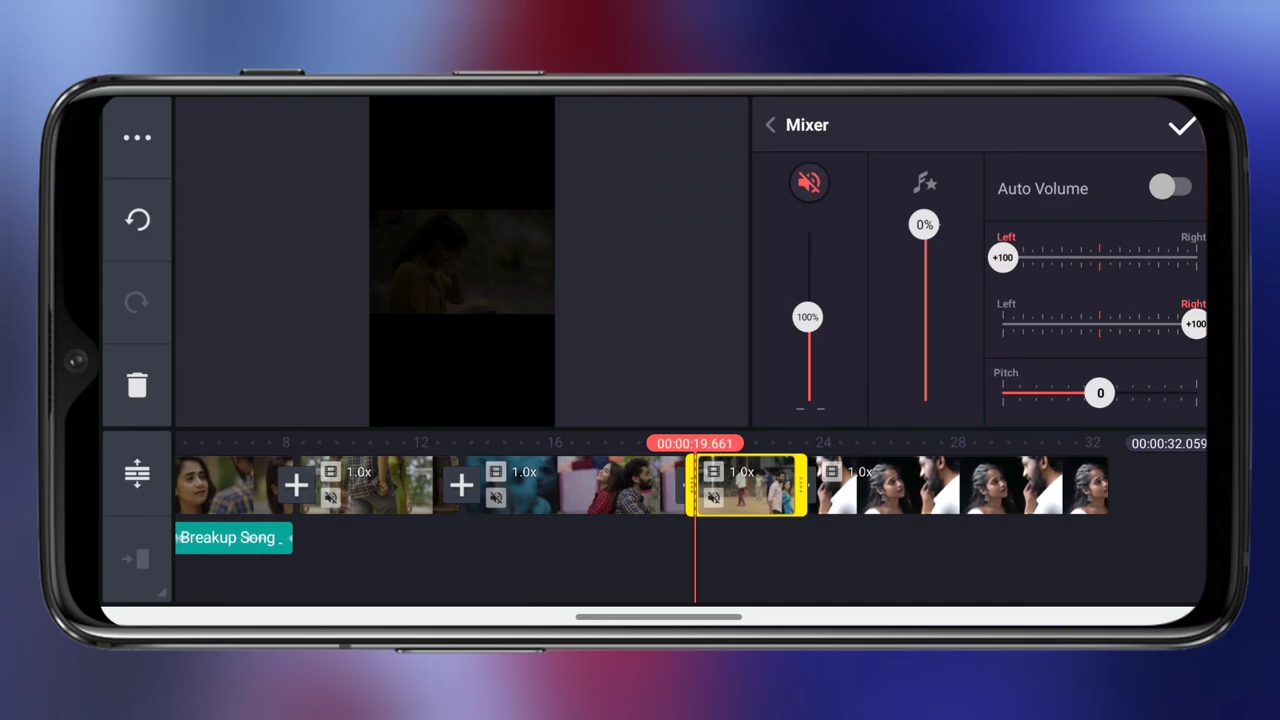 Mixer
Auto Volume
0%
Left
Right
+100
Left
Right
100%
+100
Pitch
0
8
12
16
00:00:19.661
24
28
32
00:00:32.059
1.0x
1.0x
1.0x
1.0x
Breakup Song _